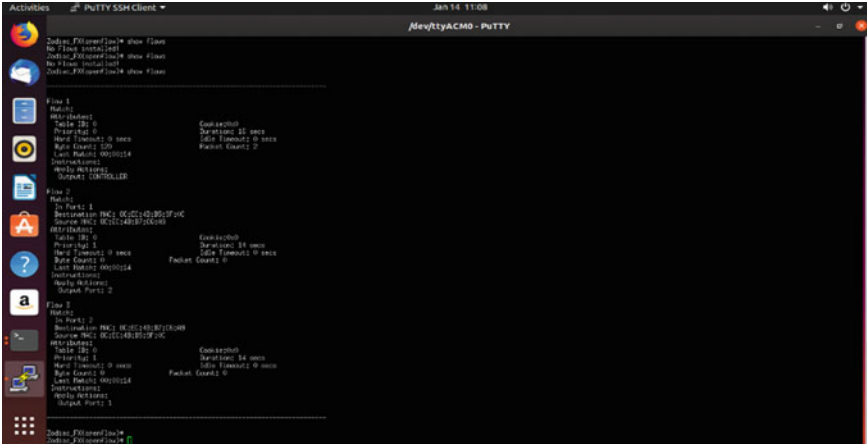 Activities
PuTTY SSH Client
Jan 14 11:08
/dev/ttyACM0 - PuTTY
Zodiac_FX(openflow)# show flows
No Flows installed!
Zodiac_FX(openflow)# show flows
No Flows installed!
Zodiac_FX(openflow)# show flows
Flow 1
Match:
Attributes:
Table ID: 0 Cookie:0x0
Priority: 0 Duration: 16 secs
Hard Timeout: 0 secs Idle Timeout: 0 secs
Byte Count: 120 Packet Count: 2
Last Match: 00:00:14
Instructions:
Apply Actions:
Output: CONTROLLER
Flow 2
Match:
In Port: 1
Destination MAC:
Source MAC:
Attributes:
Table ID: 0 Cookie:0x0
Priority: 1 Duration: 14 secs
Hard Timeout: 0 secs Idle Timeout: 0 secs
Byte Count: 0 Packet Count: 0
Last Match: 00:00:14
Instructions:
Apply Actions:
Output Port: 2
Flow 3
Match:
In Port: 2
Destination MAC:
Source MAC:
Attributes:
Table ID: 0 Cookie:0x0
Priority: 1 Duration: 14 secs
Hard Timeout: 0 secs Idle Timeout: 0 secs
Byte Count: 0 Packet Count: 0
Last Match: 00:00:14
Instructions:
Apply Actions:
Output Port: 1
Zodiac_FX(openflow)#
Zodiac_FX(openflow)#